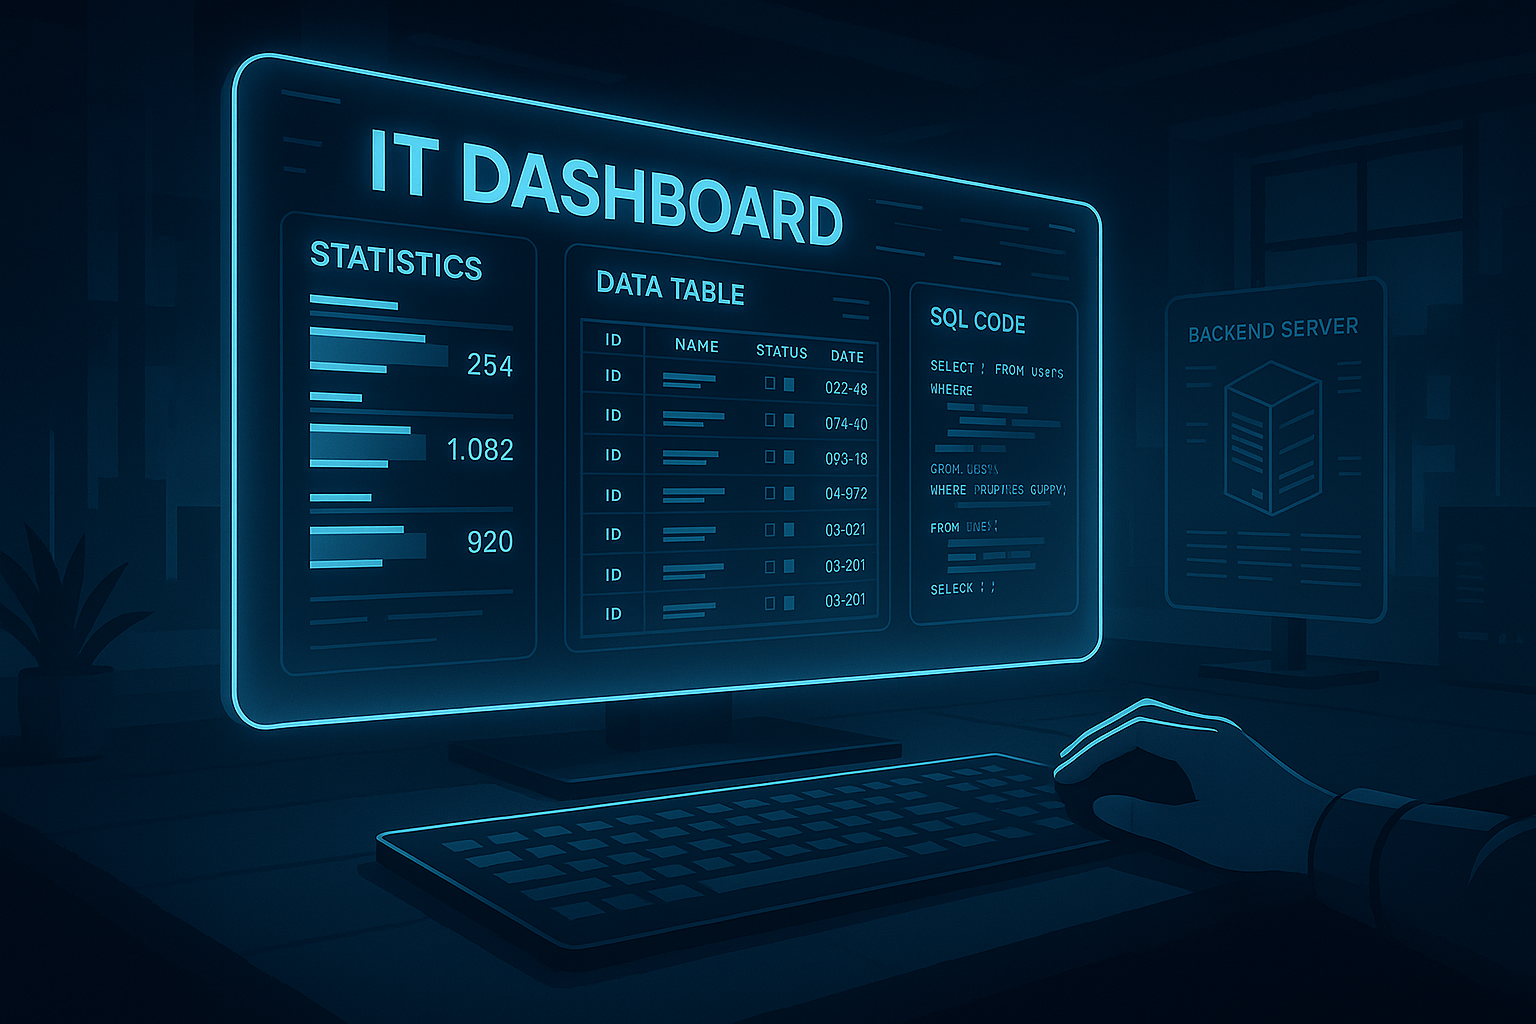 IT DASHBOARD
STATISTICS
254
1.082
920
DATA TABLE
ID NAME STATUS DATE
ID 022-48
ID 074-40
ID 093-18
ID 04-972
ID 03-021
ID 03-201
ID 03-201
SQL CODE
SELECT ! FROM users
WHEERE
GROM.
WHERE GUPPY;
FROM
SELECK ; ;
BACKEND SERVER